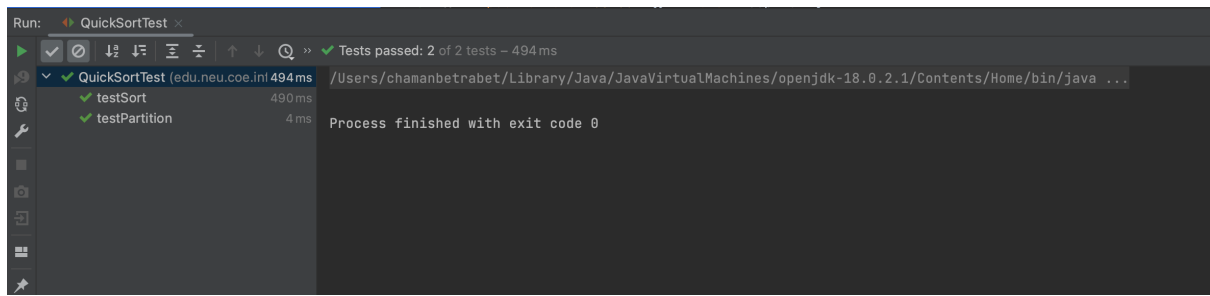 Run: QuickSortTest
Tests passed: 2 of 2 tests – 494 ms
QuickSortTest (edu.neu.coe.inf 494 ms
/Users/chamanbetrabet/Library/Java/JavaVirtualMachines/openjdk-18.0.2.1/Contents/Home/bin/java ...
testSort 490 ms
testPartition 4 ms
Process finished with exit code 0